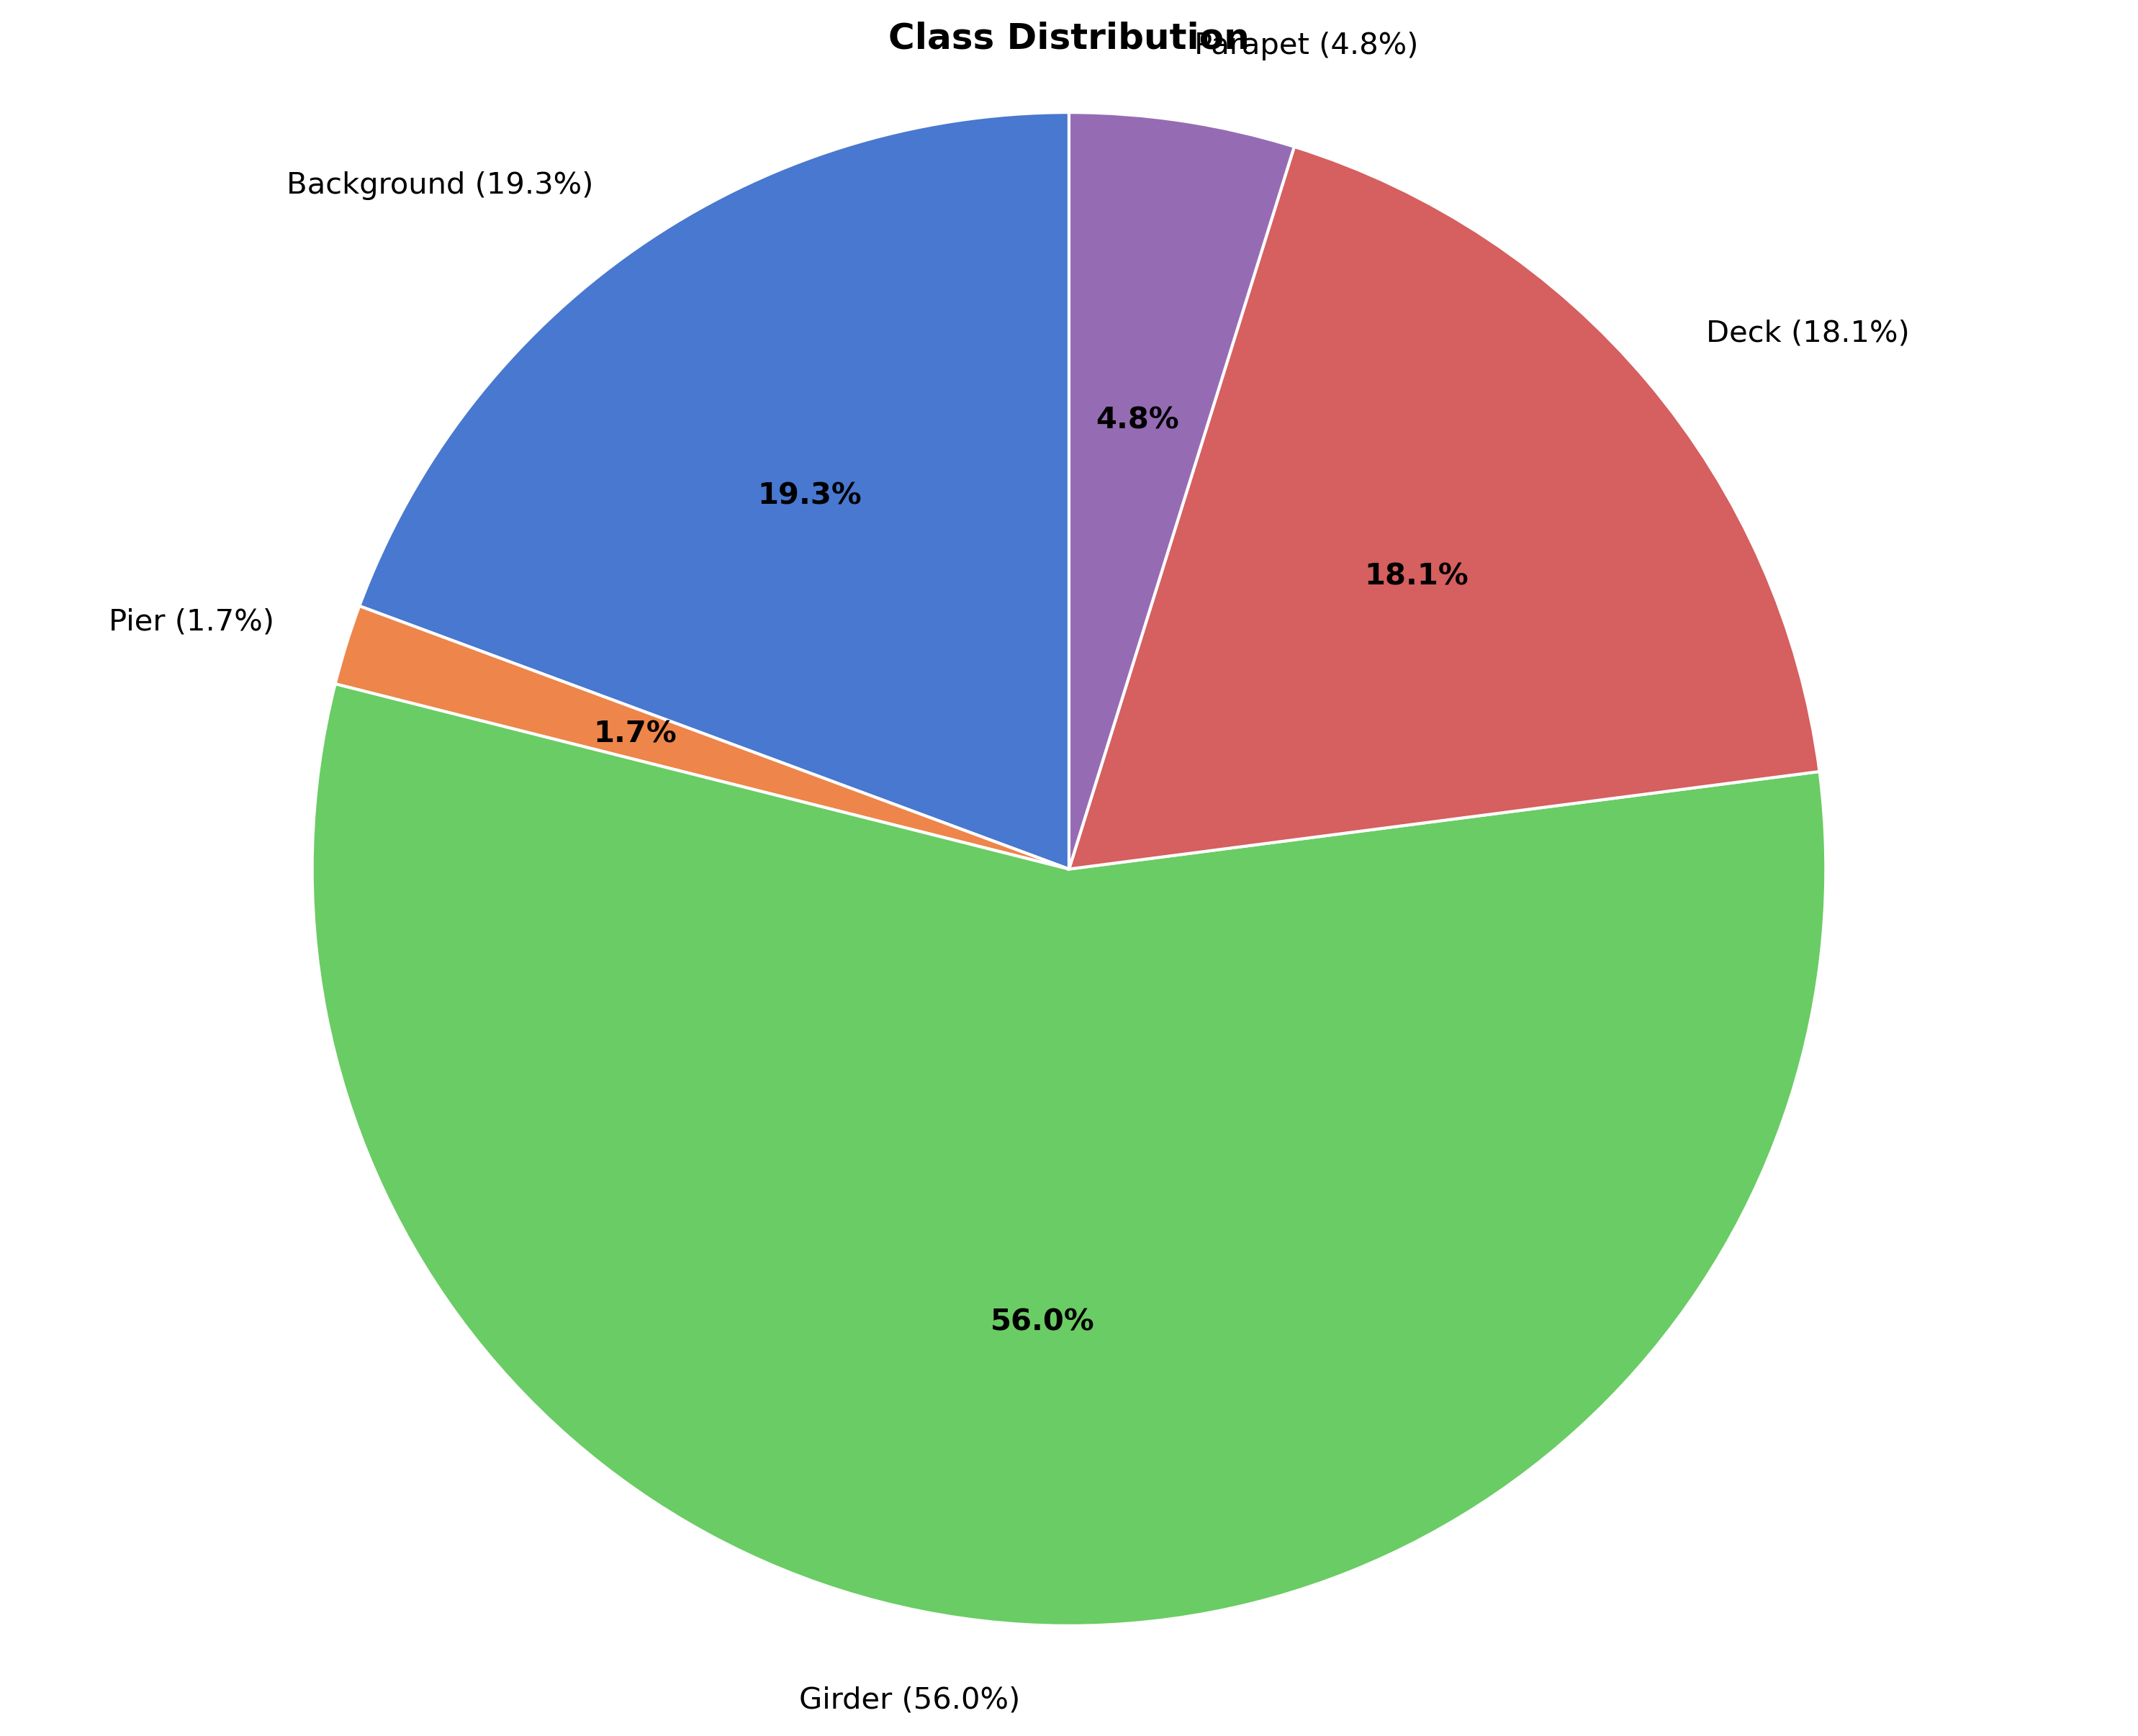 Class Distribution
Parapet (4.8%)
Background (19.3%)
Deck (18.1%)
4.8%
19.3%
18.1%
Pier (1.7%)
1.7%
56.0%
Girder (56.0%)